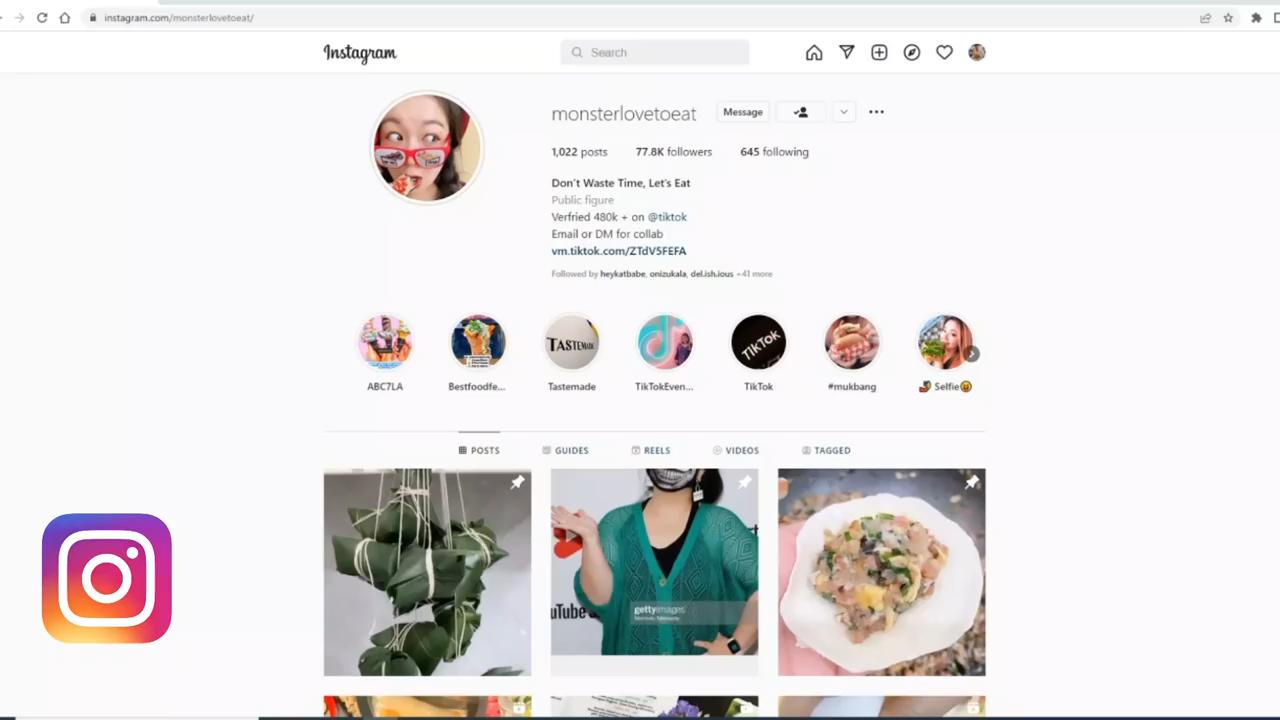 instagram.com/monsterlovetoeat/
Instagram
Search
monsterlovetoeat
Message
1,022 posts 77.8K followers 645 following
Don't Waste Time, Let's Eat
Public figure
Verfried 480k + on @tiktok
Email or DM for collab
vm.tiktok.com/ZTdV5FEFA
Followed by heykatbabe, onizukala, del.ish.ious + 41 more
TASTEMADE
TikTok
ABC7LA
Bestfoodfe...
Tastemade
TikTokEven...
TikTok
#mukbang
Selfie
POSTS
GUIDES
REELS
VIDEOS
TAGGED
gettyimages